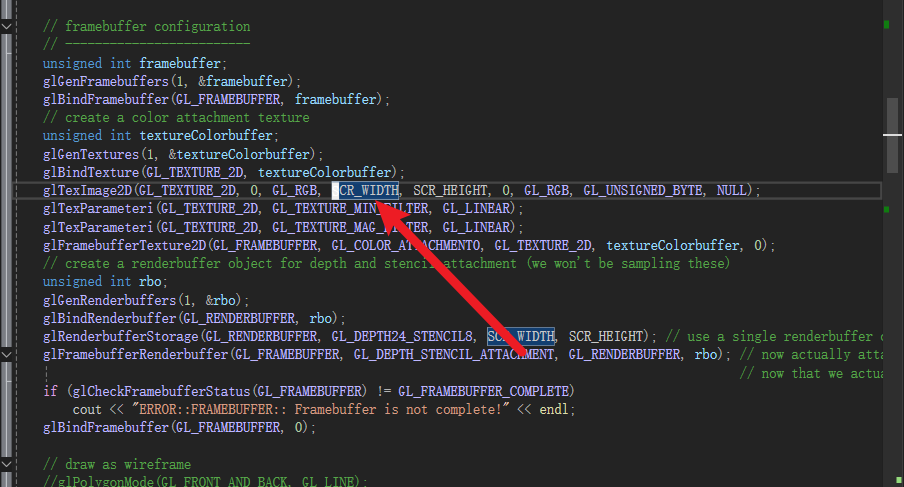 // framebuffer configuration
// -------------------------
unsigned int framebuffer;
glGenFramebuffers(1, &framebuffer);
glBindFramebuffer(GL_FRAMEBUFFER, framebuffer);
// create a color attachment texture
unsigned int textureColorbuffer;
glGenTextures(1, &textureColorbuffer);
glBindTexture(GL_TEXTURE_2D, textureColorbuffer);
glTexImage2D(GL_TEXTURE_2D, 0, GL_RGB, CR_WIDTH, SCR_HEIGHT, 0, GL_RGB, GL_UNSIGNED_BYTE, NULL);
glTexParameteri(GL_TEXTURE_2D, GL_TEXTURE_MIN_FILTER, GL_LINEAR);
glTexParameteri(GL_TEXTURE_2D, GL_TEXTURE_MAG_FILTER, GL_LINEAR);
glFramebufferTexture2D(GL_FRAMEBUFFER, GL_COLOR_ATTACHMENT0, GL_TEXTURE_2D, textureColorbuffer, 0);
// create a renderbuffer object for depth and stencil attachment (we won't be sampling these)
unsigned int rbo;
glGenRenderbuffers(1, &rbo);
glBindRenderbuffer(GL_RENDERBUFFER, rbo);
glRenderbufferStorage(GL_RENDERBUFFER, GL_DEPTH24_STENCIL8, SCR_WIDTH, SCR_HEIGHT); // use a single renderbuffer
glFramebufferRenderbuffer(GL_FRAMEBUFFER, GL_DEPTH_STENCIL_ATTACHMENT, GL_RENDERBUFFER, rbo); // now actually atta
// now that we actua
if (glCheckFramebufferStatus(GL_FRAMEBUFFER) != GL_FRAMEBUFFER_COMPLETE)
cout << "ERROR::FRAMEBUFFER:: Framebuffer is not complete!" << endl;
glBindFramebuffer(GL_FRAMEBUFFER, 0);
// draw as wireframe
//glPolygonMode(GL_FRONT_AND_BACK, GL_LINE);